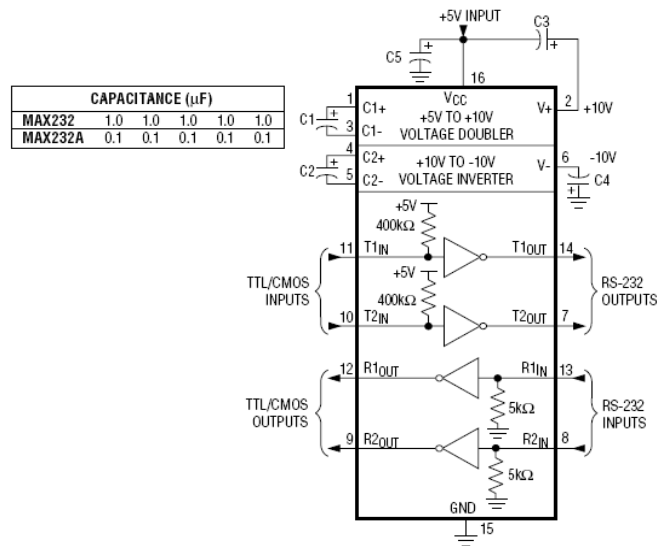 +5V INPUT
C3
C5
CAPACITANCE (µF)
MAX232 1.0 1.0 1.0 1.0 1.0
MAX232A 0.1 0.1 0.1 0.1 0.1
16
VCC
1 C1+ +5V TO +10V V+ 2 +10V
C1
3 C1- VOLTAGE DOUBLER
4 C2+ +10V TO -10V V- 6 -10V
C2
5 C2- VOLTAGE INVERTER
C4
+5V
400kΩ
11 T1IN T1OUT 14
+5V
TTL/CMOS INPUTS
RS-232 OUTPUTS
400kΩ
10 T2IN T2OUT 7
12 R1OUT R1IN 13
TTL/CMOS OUTPUTS
5kΩ
RS-232 INPUTS
9 R2OUT R2IN 8
5kΩ
GND
15